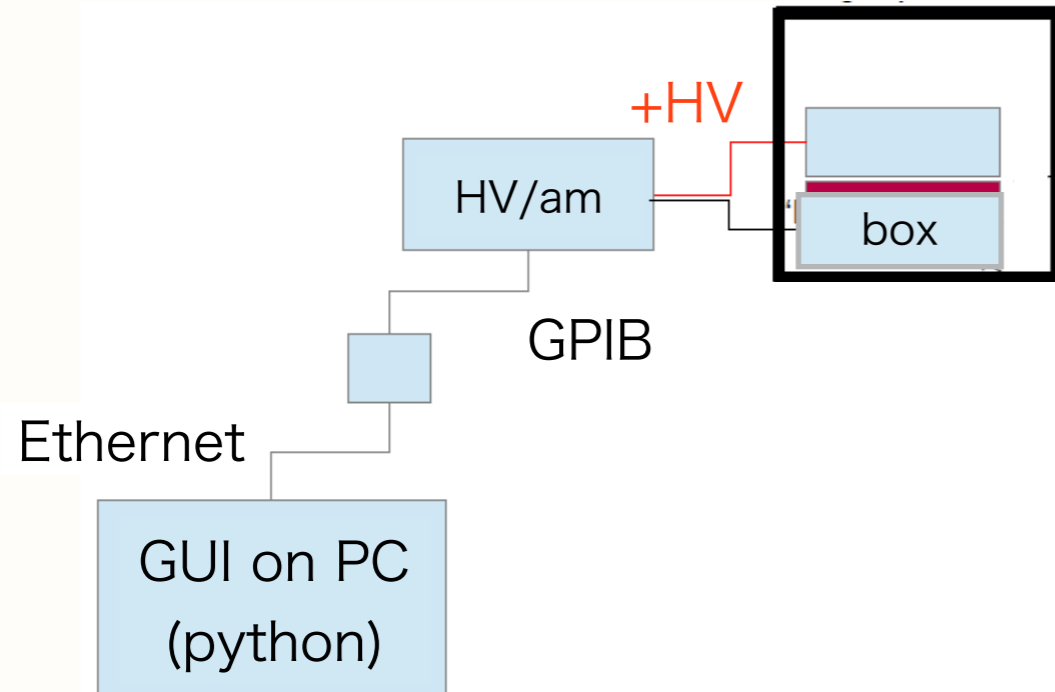 +HV
HV/am
box
GPIB
Ethernet
GUI on PC
(python)